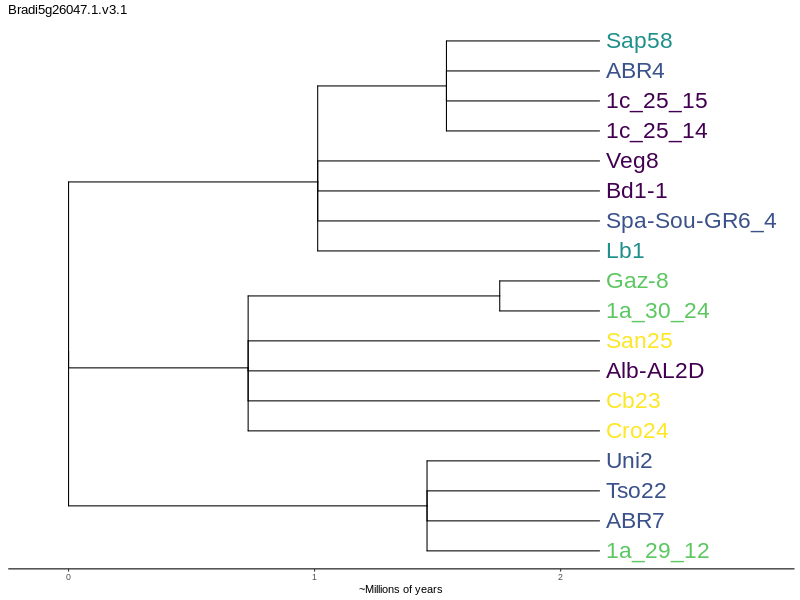 Bradi5g26047.1.v3.1
Sap58
ABR4
1c_25_15
1c_25_14
Veg8
Bd1-1
Spa-Sou-GR6_4
Lb1
Gaz-8
1a_30_24
San25
Alb-AL2D
Cb23
Cro24
Uni2
Tso22
ABR7
1a_29_12
0 1 2
~Millions of years